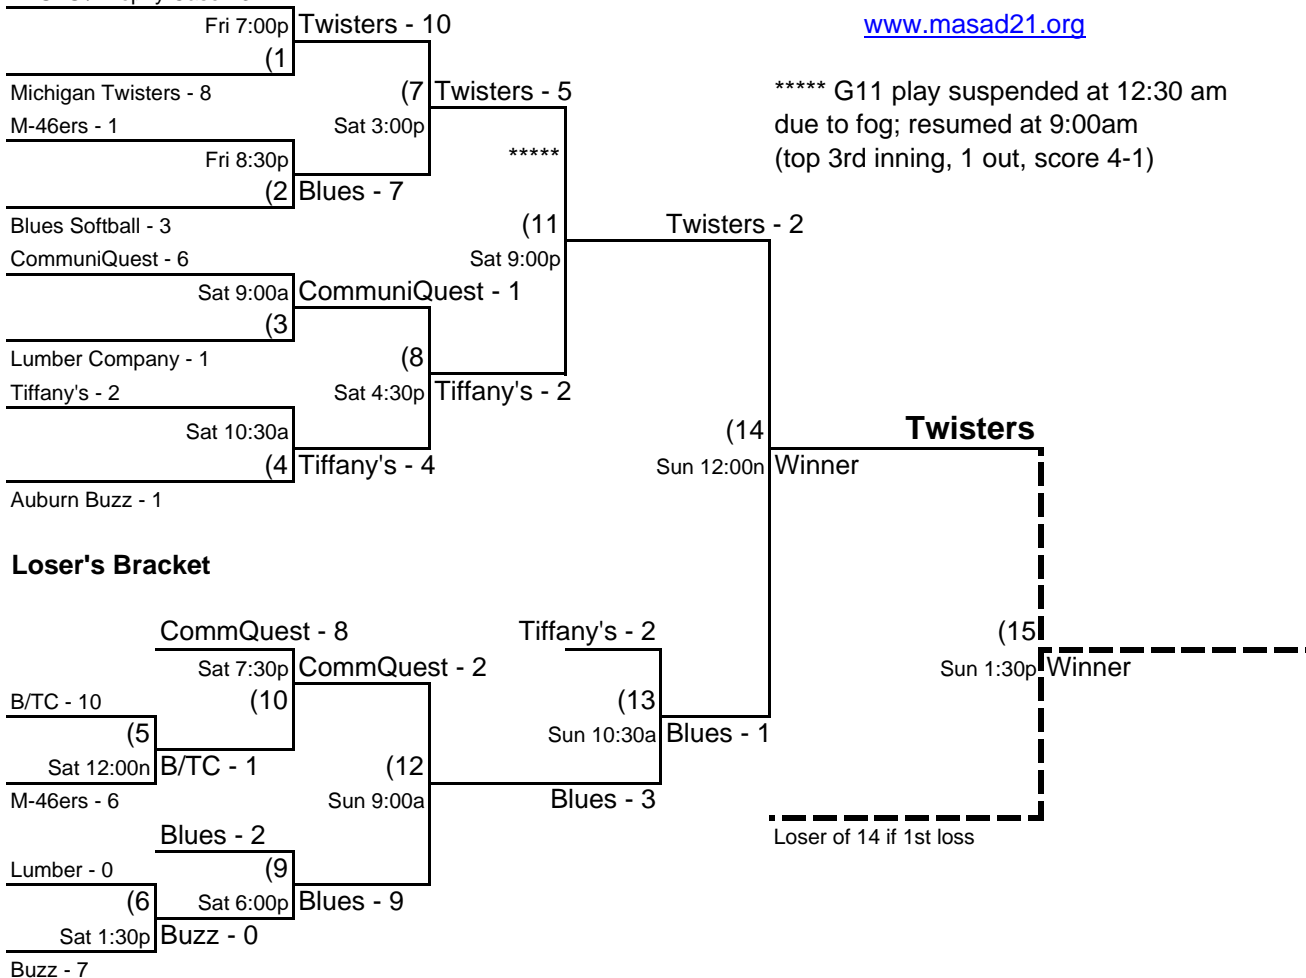 Fri 7:00p Twisters - 10
www.masad21.org
(1
Michigan Twisters - 8
(7 Twisters - 5
***** G11 play suspended at 12:30 am
M-46ers - 1
Sat 3:00p
due to fog; resumed at 9:00am
Fri 8:30p
*****
(top 3rd inning, 1 out, score 4-1)
(2 Blues - 7
Blues Softball - 3
(11
Twisters - 2
CommuniQuest - 6
Sat 9:00p
Sat 9:00a CommuniQuest - 1
(3
Lumber Company - 1
(8
Tiffany's - 2
Sat 4:30p Tiffany's - 2
Sat 10:30a
(14
Twisters
(4 Tiffany's - 4
Sun 12:00n Winner
Auburn Buzz - 1
Loser's Bracket
CommQuest - 8
Tiffany's - 2
(15
Sat 7:30p CommQuest - 2
Sun 1:30p Winner
B/TC - 10
(10
(13
(5
Sun 10:30a Blues - 1
Sat 12:00n B/TC - 1
(12
M-46ers - 6
Sun 9:00a
Blues - 3
Blues - 2
Loser of 14 if 1st loss
Lumber - 0
(9
(6
Sat 6:00p Blues - 9
Sat 1:30p Buzz - 0
Buzz - 7